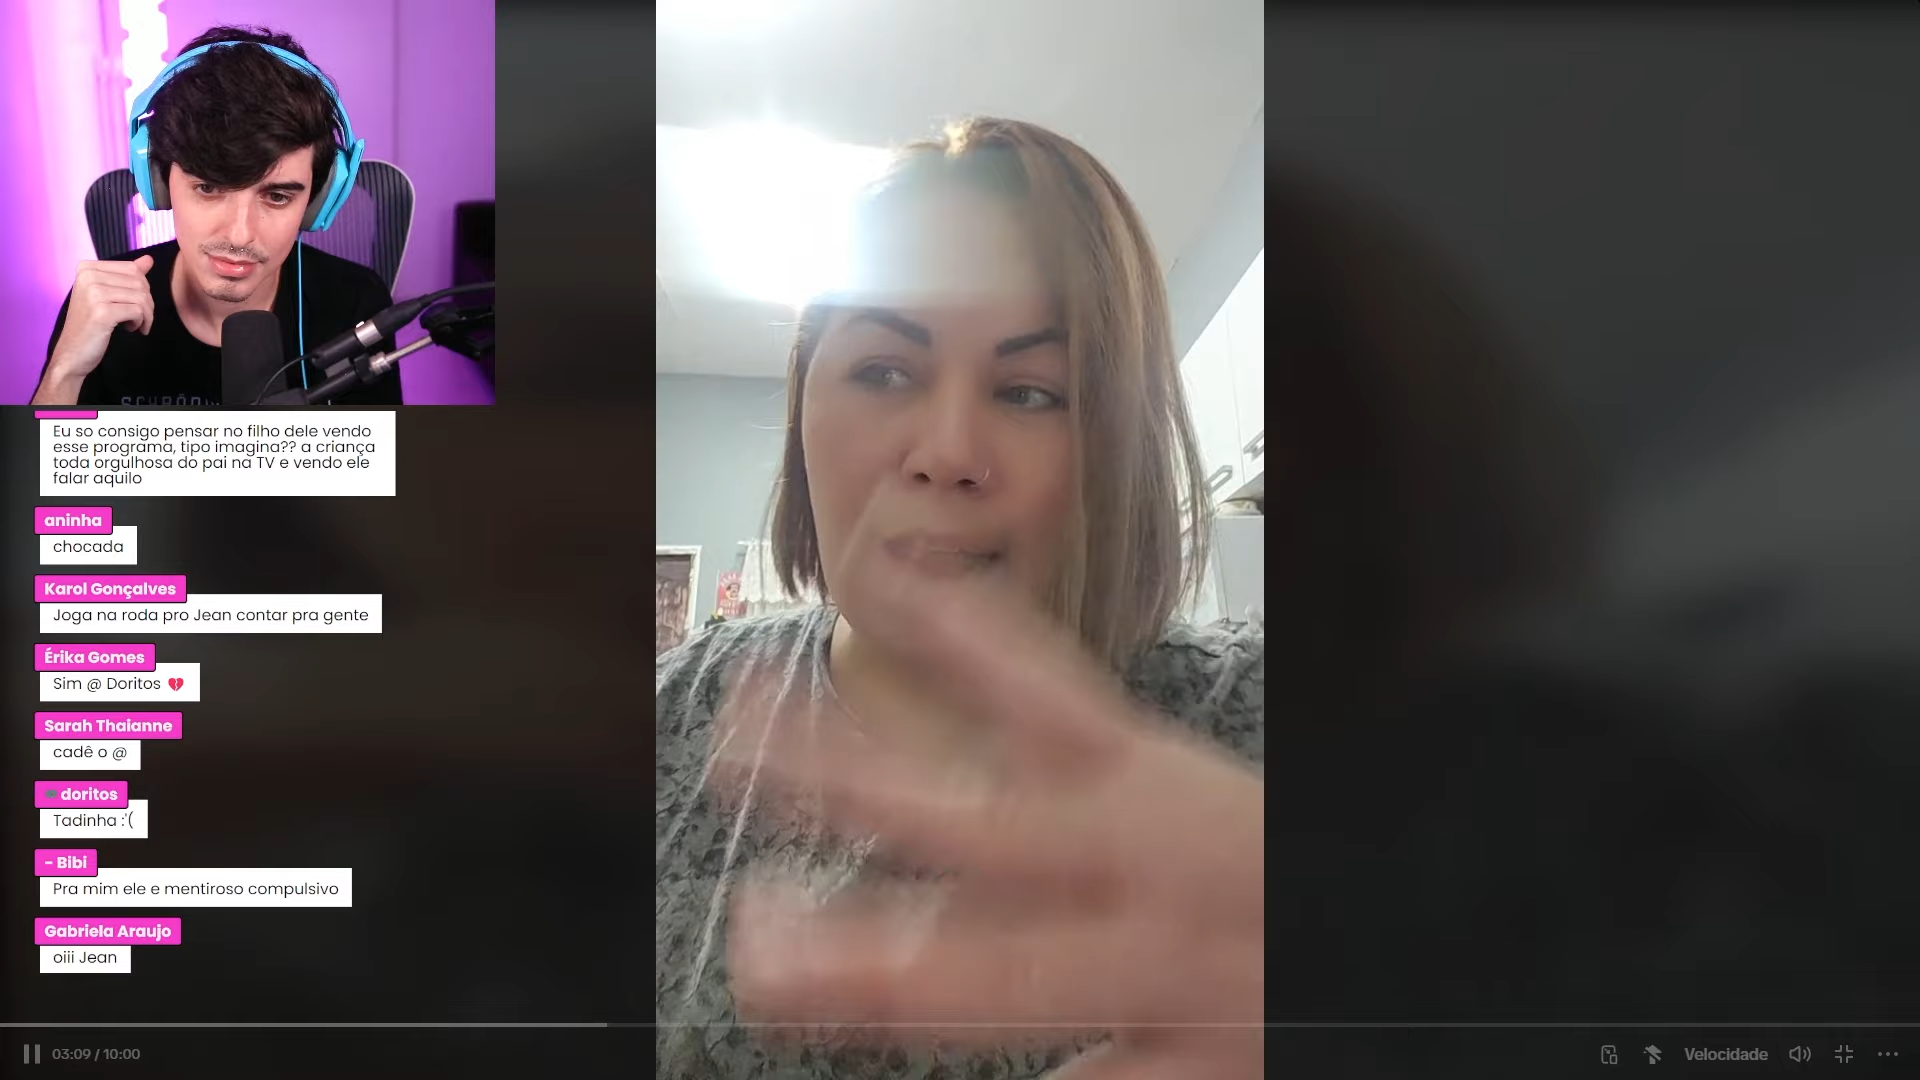 Eu so consigo pensar no filho dele vendo
esse programa, tipo imagina?? a criança
toda orgulhosa do pai na TV e vendo ele
falar aquilo
aninha
chocada
Karol Gonçalves
Joga na roda pro Jean contar pra gente
Érika Gomes
Sim @ Doritos 💔
Sarah Thaianne
cadê o @
doritos
Tadinha :'(
- Bibi
Pra mim ele e mentiroso compulsivo
Gabriela Araujo
oiii Jean
03:09 / 10:00
Velocidade